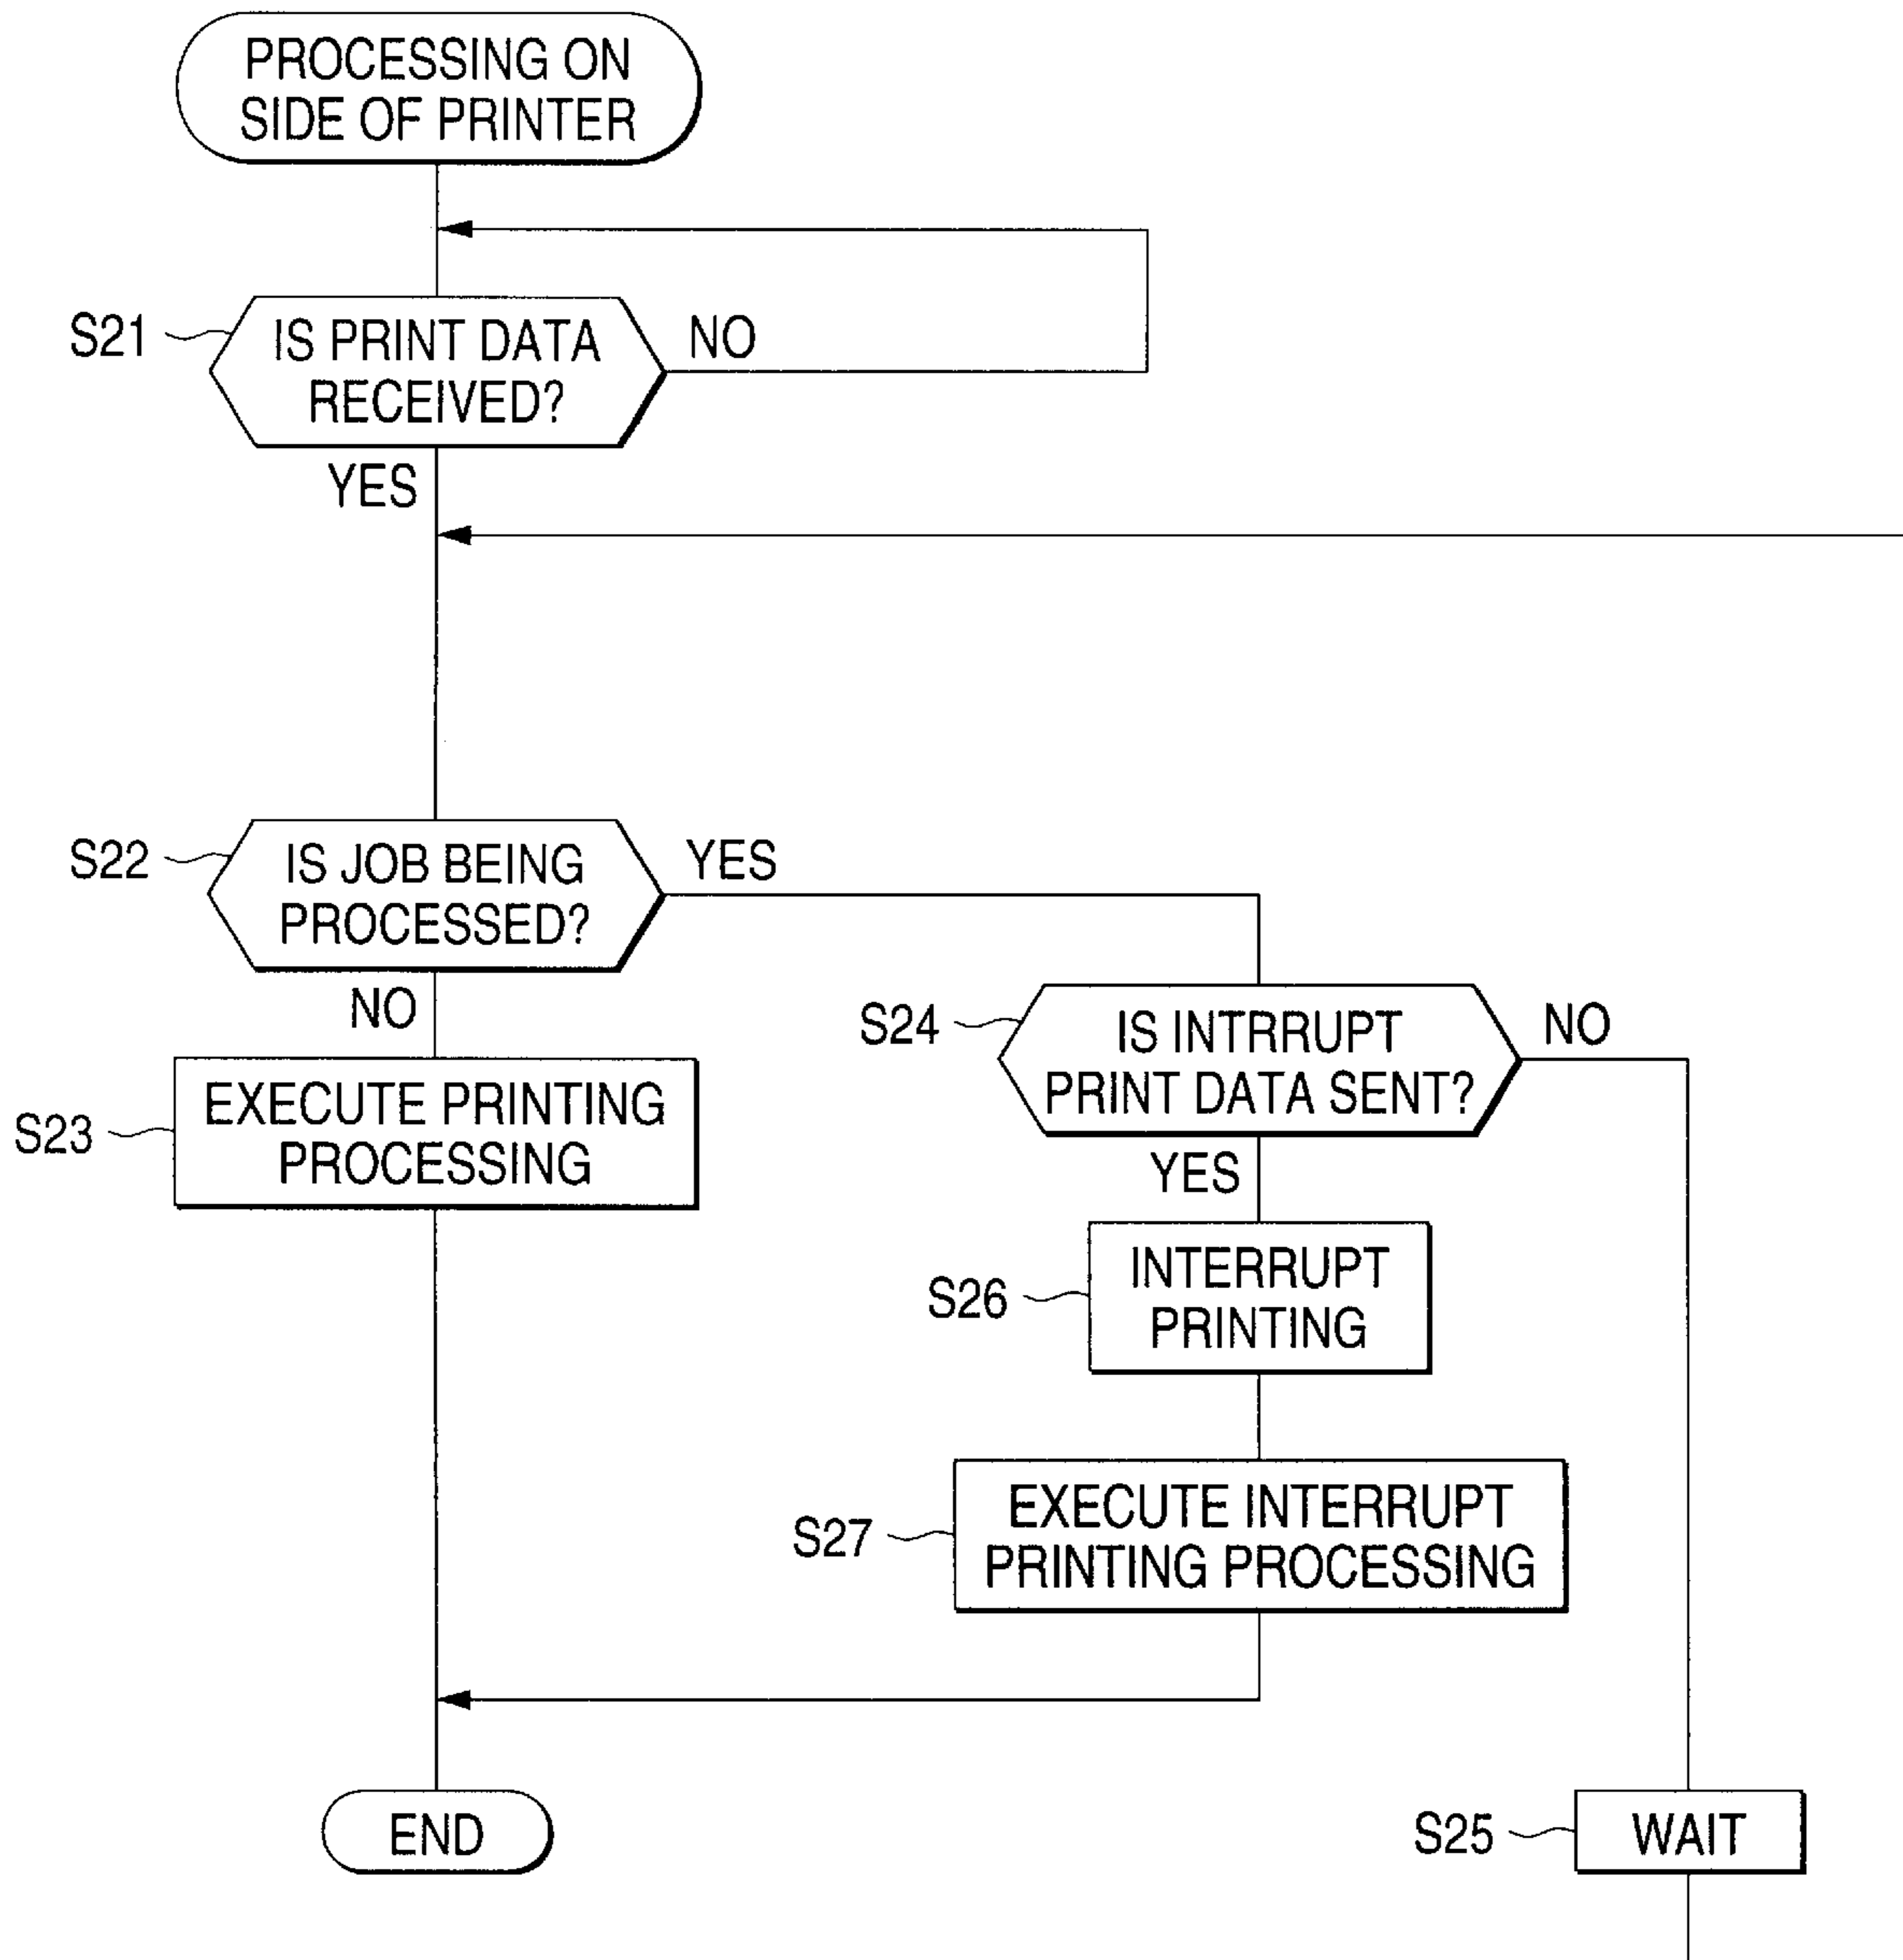 PROCESSING ON
SIDE OF PRINTER
S21
IS PRINT DATA
RECEIVED?
NO
YES
S22
IS JOB BEING
PROCESSED?
YES
NO
S23
EXECUTE PRINTING
PROCESSING
S24
IS INTRRUPT
PRINT DATA SENT?
NO
YES
S26
INTERRUPT
PRINTING
S27
EXECUTE INTERRUPT
PRINTING PROCESSING
END
S25
WAIT